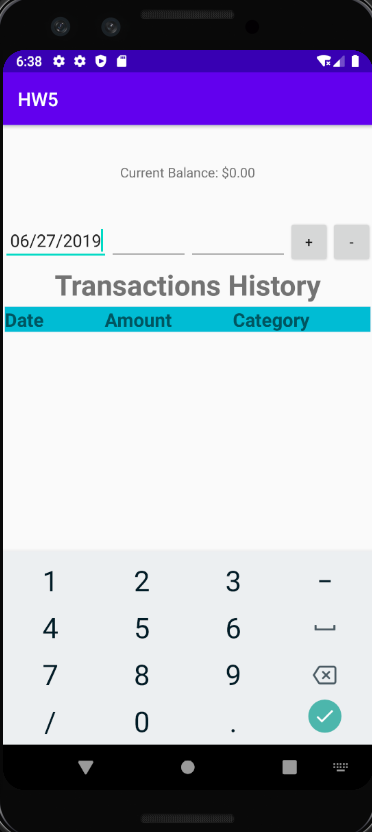 6:38
HW5
Current Balance: $0.00
06/27/2019 + -
Transactions History
Date Amount Category
1 2 3 -
4 5 6
7 8 9
/ 0 .